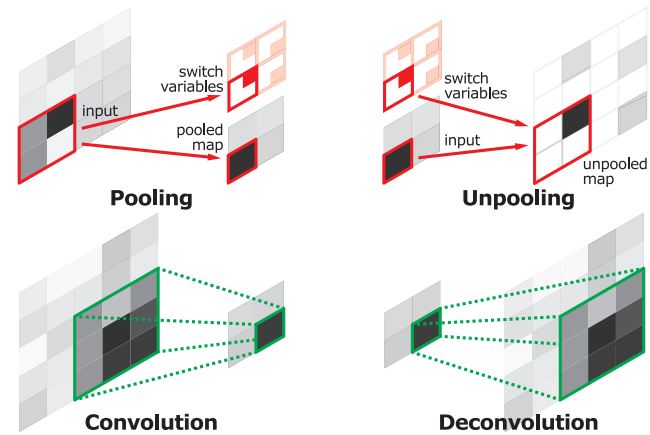 switch
variables
input
pooled
map
Pooling
switch
variables
input
unpooled
map
Unpooling
Convolution
Deconvolution